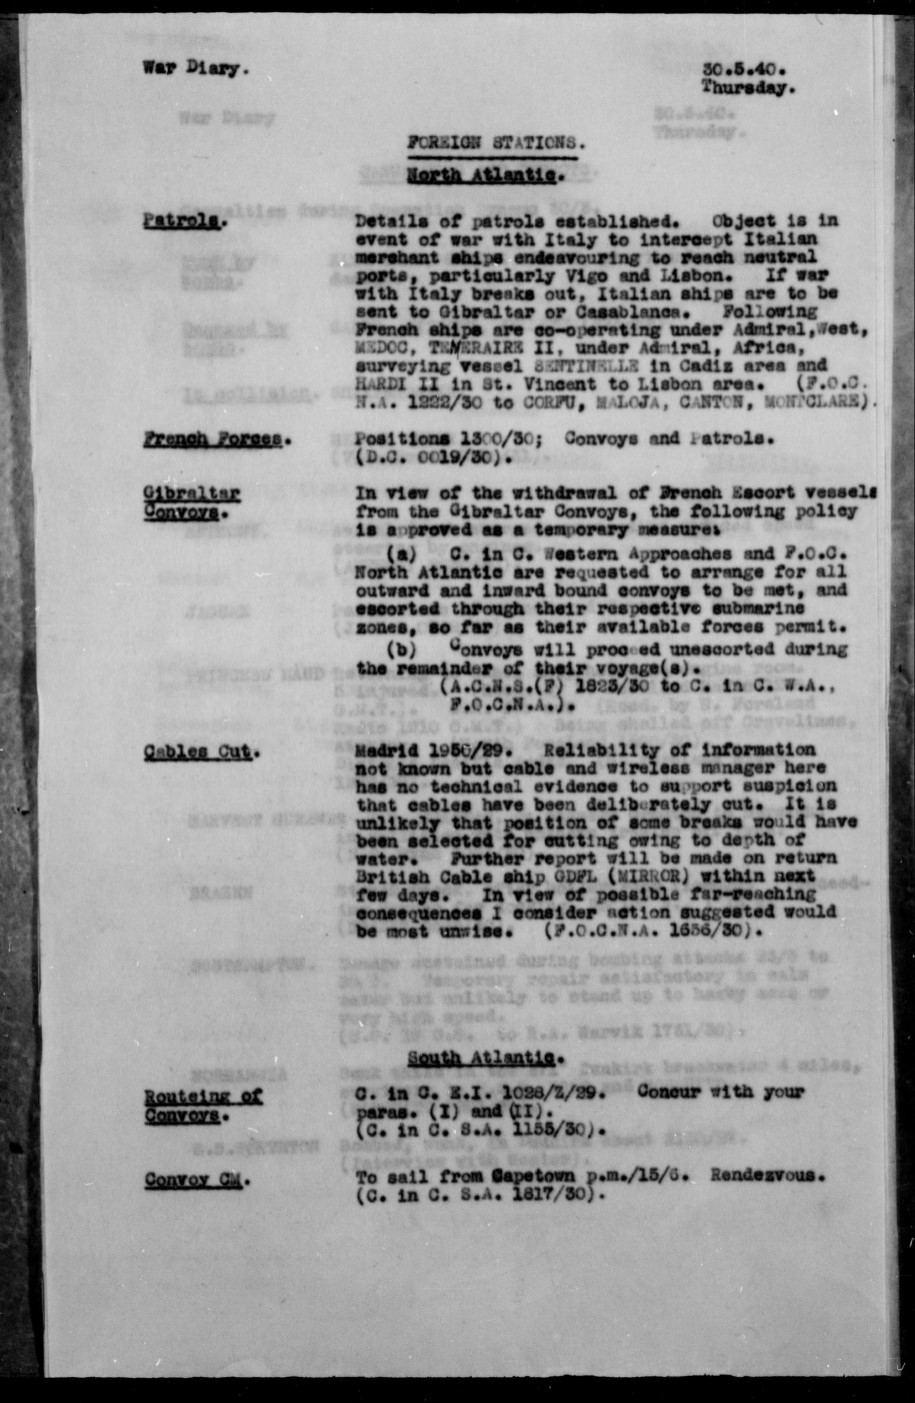 War Diary.
30.5.40.
Thursday.
FOREIGN STATIONS.
North Atlantic.
Patrols.
Details of patrols established. Object is in
event of war with Italy to intercept Italian
merchant ships endeavouring to reach neutral
ports, particularly Vigo and Lisbon. If war
with Italy breaks out, Italian ships are to be
sent to Gibraltar or Casablanca. Following
French ships are co-operating under Admiral, West,
MEDOC, TEMERAIRE II, under Admiral, Africa,
surveying vessel SENTINELLE in Cadiz area and
HARDI II in St. Vincent to Lisbon area. (F.O.C.
N.A. 1222/30 to CORFU, MALOJA, CANTON, MONTCLARE).
French Forces.
Positions 1300/30; Convoys and Patrols.
(D.C. 0019/30).
Gibraltar
Convoys.
In view of the withdrawal of French Escort vessels
from the Gibraltar Convoys, the following policy
is approved as a temporary measure:
(a) C. in C. Western Approaches and F.O.C.
North Atlantic are requested to arrange for all
outward and inward bound convoys to be met, and
escorted through their respective submarine
zones, so far as their available forces permit.
(b) Convoys will proceed unescorted during
the remainder of their voyage(s).
(A.C.N.S.(F) 1823/30 to C. in C. W.A.,
F.O.C.N.A.).
Cables Cut.
Madrid 1956/29. Reliability of information
not known but cable and wireless manager here
has no technical evidence to support suspicion
that cables have been deliberately cut. It is
unlikely that position of some breaks would have
been selected for cutting owing to depth of
water. Further report will be made on return
British Cable ship GDFL (MIRROR) within next
few days. In view of possible far-reaching
consequences I consider action suggested would
be most unwise. (F.O.C.N.A. 1656/30).
South Atlantic.
Routeing of
Convoys.
C. in C. E.I. 1028/Z/29. Concur with your
paras. (I) and (II).
(C. in C. S.A. 1155/30).
Convoy CM.
To sail from Capetown p.m./15/6. Rendezvous.
(C. in C. S.A. 1817/30).